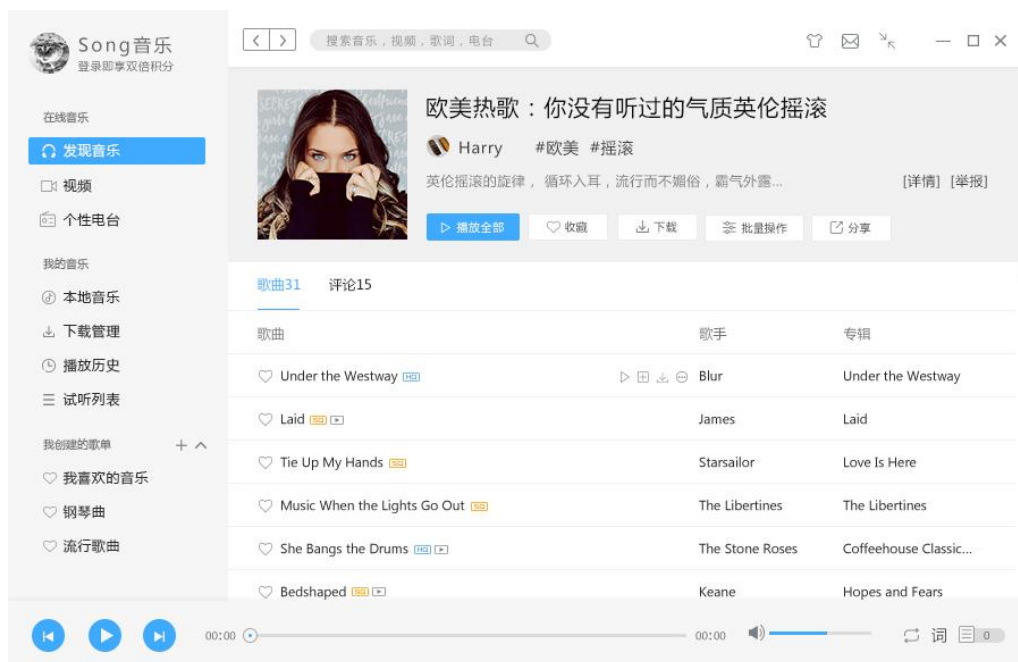 Song音乐
登录即享双倍积分
搜索音乐，视频，歌词，电台
在线音乐
发现音乐
视频
个性电台
我的音乐
本地音乐
下载管理
播放历史
试听列表
我创建的歌单
我喜欢的音乐
钢琴曲
流行歌曲
欧美热歌：你没有听过的气质英伦摇滚
Harry #欧美 #摇滚
英伦摇滚的旋律， 循环入耳，流行而不媚俗，霸气外露... [详情] [举报]
播放全部 收藏 下载 批量操作 分享
歌曲31 评论15
歌曲 歌手 专辑
Under the Westway HQ Blur Under the Westway
Laid SQ James Laid
Tie Up My Hands SQ Starsailor Love Is Here
Music When the Lights Go Out SQ The Libertines The Libertines
She Bangs the Drums HQ The Stone Roses Coffeehouse Classic...
Bedshaped SQ Keane Hopes and Fears
00:00 00:00 词 0